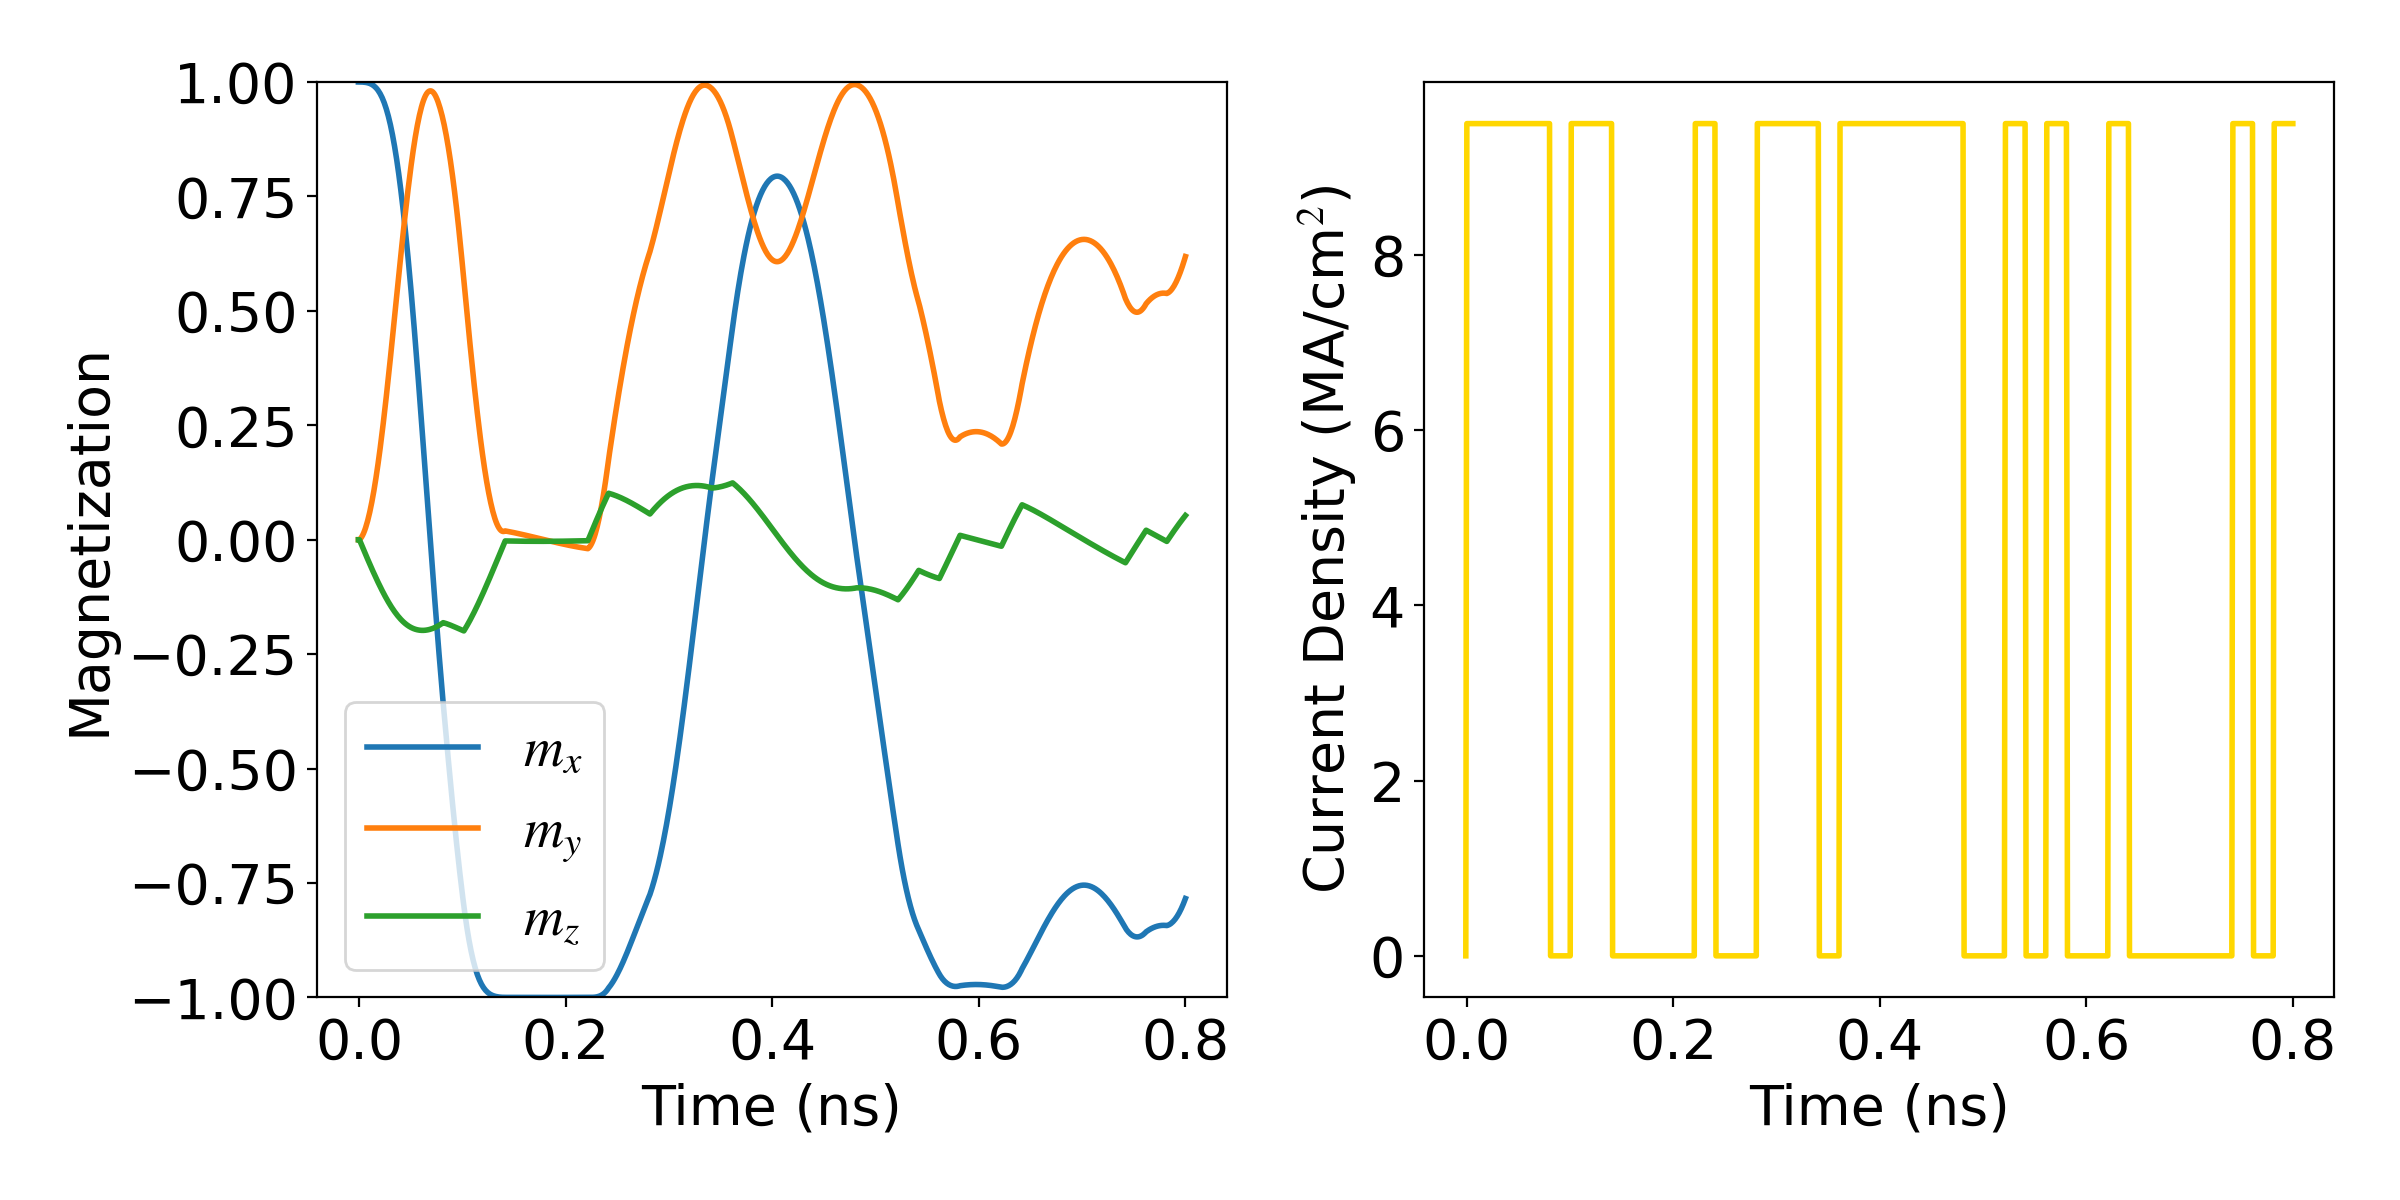 Magnetization
1.00
0.75
0.50
0.25
0.00
−0.25
−0.50
−0.75
−1.00
m_x
m_y
m_z
0.0 0.2 0.4 0.6 0.8
Time (ns)
Current Density (MA/cm²)
8
6
4
2
0
0.0 0.2 0.4 0.6 0.8
Time (ns)